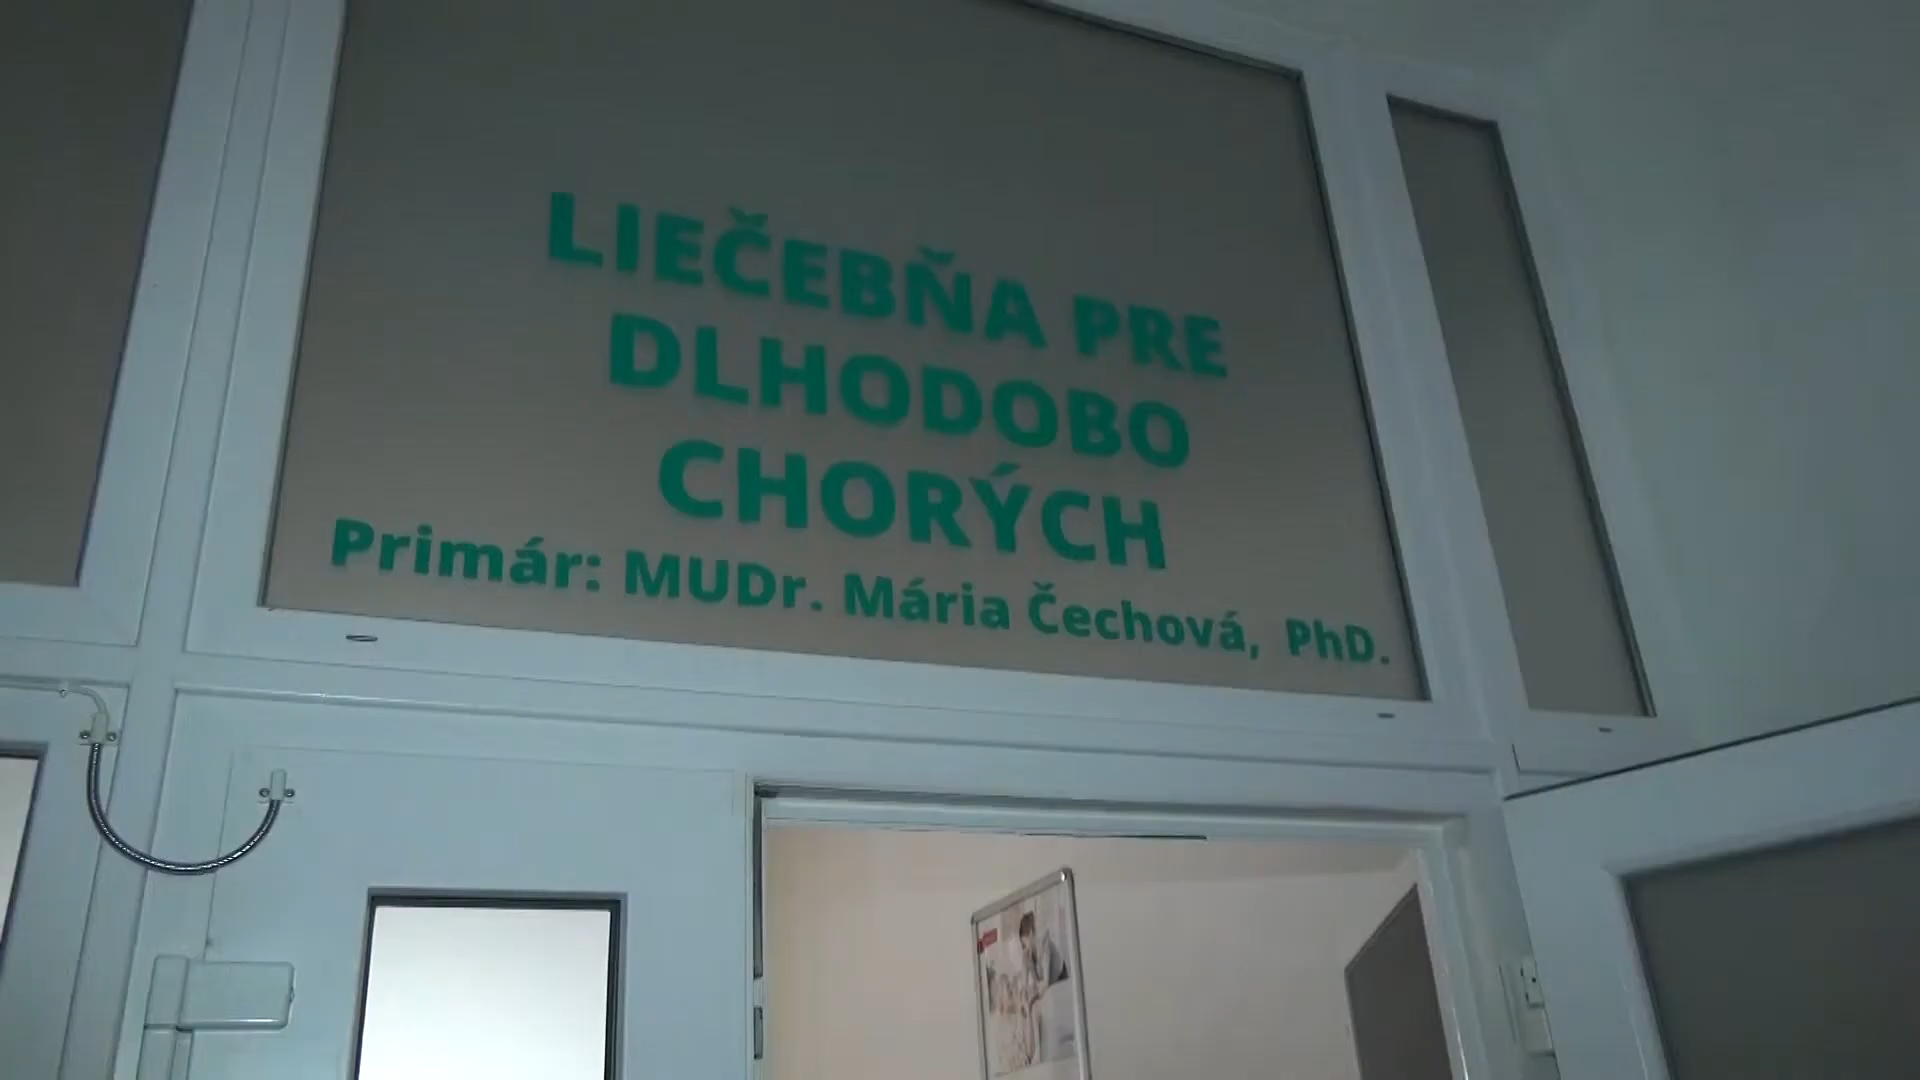 LIEČEBŇA PRE
DLHODOBO
CHORÝCH
Primár: MUDr. Mária Čechová, PhD.